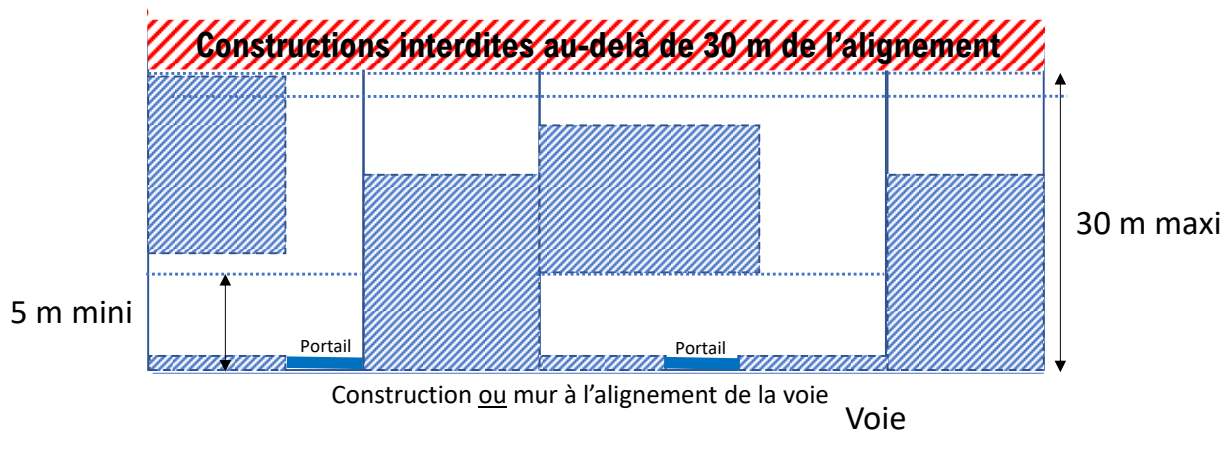 Constructions interdites au-delà de 30 m de l'alignement
30 m maxi
5 m mini
Portail
Portail
Construction ou mur à l'alignement de la voie
Voie